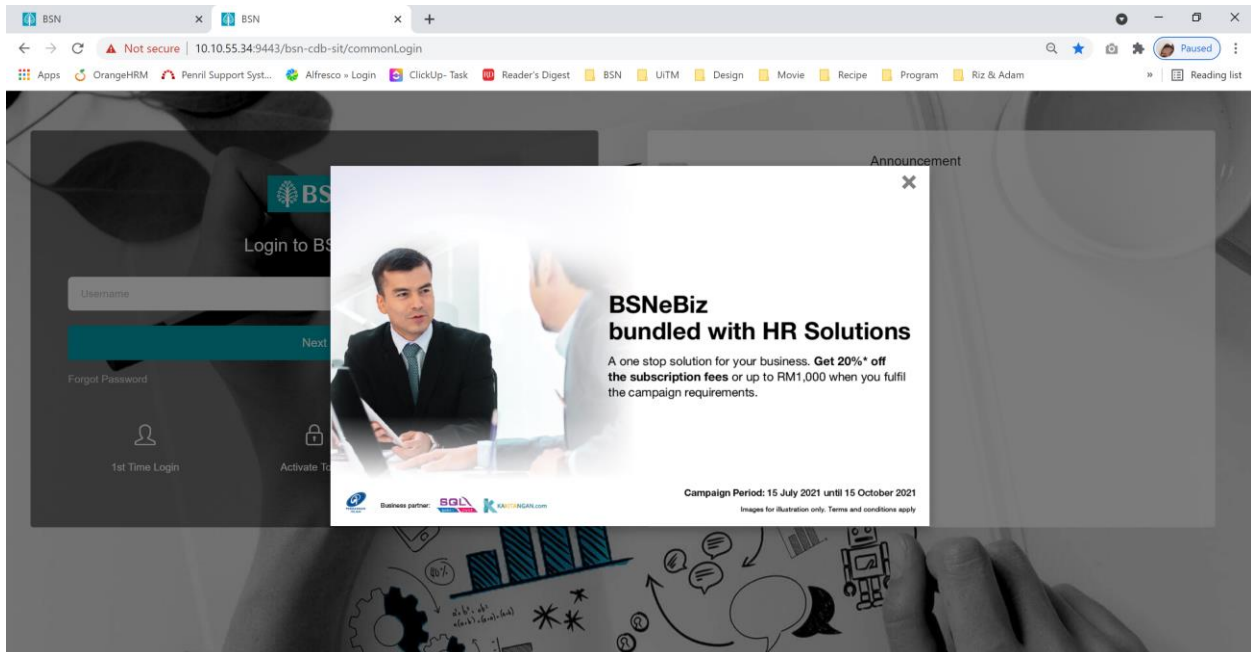 BSN
BSN
Not secure 10.10.55.34:9443/bsn-cdb-sit/commonLogin
Paused
Apps OrangeHRM Penril Support Syst... Alfresco » Login ClickUp- Task Reader's Digest BSN UiTM Design Movie Recipe Program Riz & Adam » Reading list
Announcement
BS
Login to BS
Username
Next
Forgot Password
1st Time Login
Activate To
BSNeBiz
bundled with HR Solutions
A one stop solution for your business. Get 20%* off
the subscription fees or up to RM1,000 when you fulfil
the campaign requirements.
Campaign Period: 15 July 2021 until 15 October 2021
Business partner: SQL KAKITANGAN.com
Images for illustration only. Terms and conditions apply